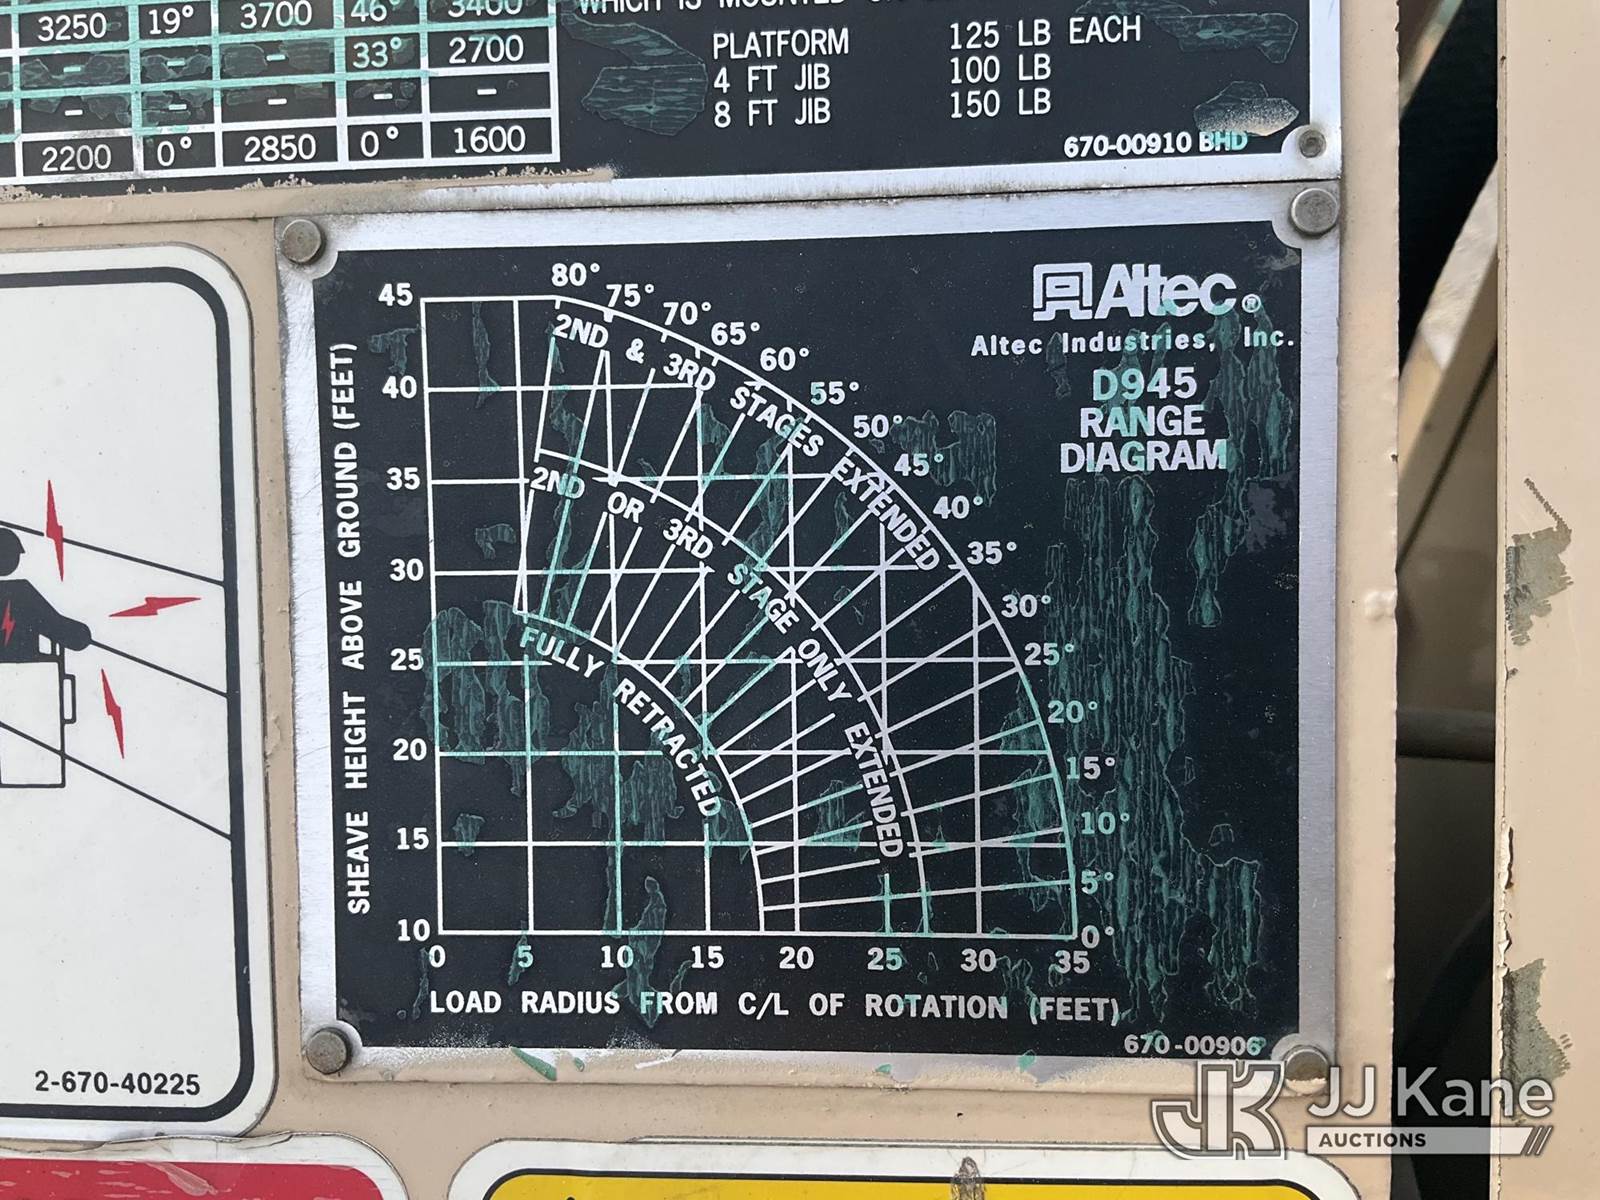 3250 19° 3700 46° 3400
- - - 33° 2700
- - - - -
2200 0° 2850 0° 1600
WHICH IS MOUNTED
PLATFORM 125 LB EACH
4 FT JIB 100 LB
8 FT JIB 150 LB
670-00910 BHD
Altec®
Altec Industries, Inc.
D945
RANGE
DIAGRAM
SHEAVE HEIGHT ABOVE GROUND (FEET)
45
40
35
30
25
20
15
10
80°
75°
70°
65°
60°
55°
50°
45°
40°
35°
30°
25°
20°
15°
10°
5°
0°
2ND & 3RD STAGES EXTENDED
2ND OR 3RD STAGE ONLY EXTENDED
FULLY RETRACTED
0 5 10 15 20 25 30 35
LOAD RADIUS FROM C/L OF ROTATION (FEET)
670-00906
2-670-40225
JK JJ Kane
AUCTIONS